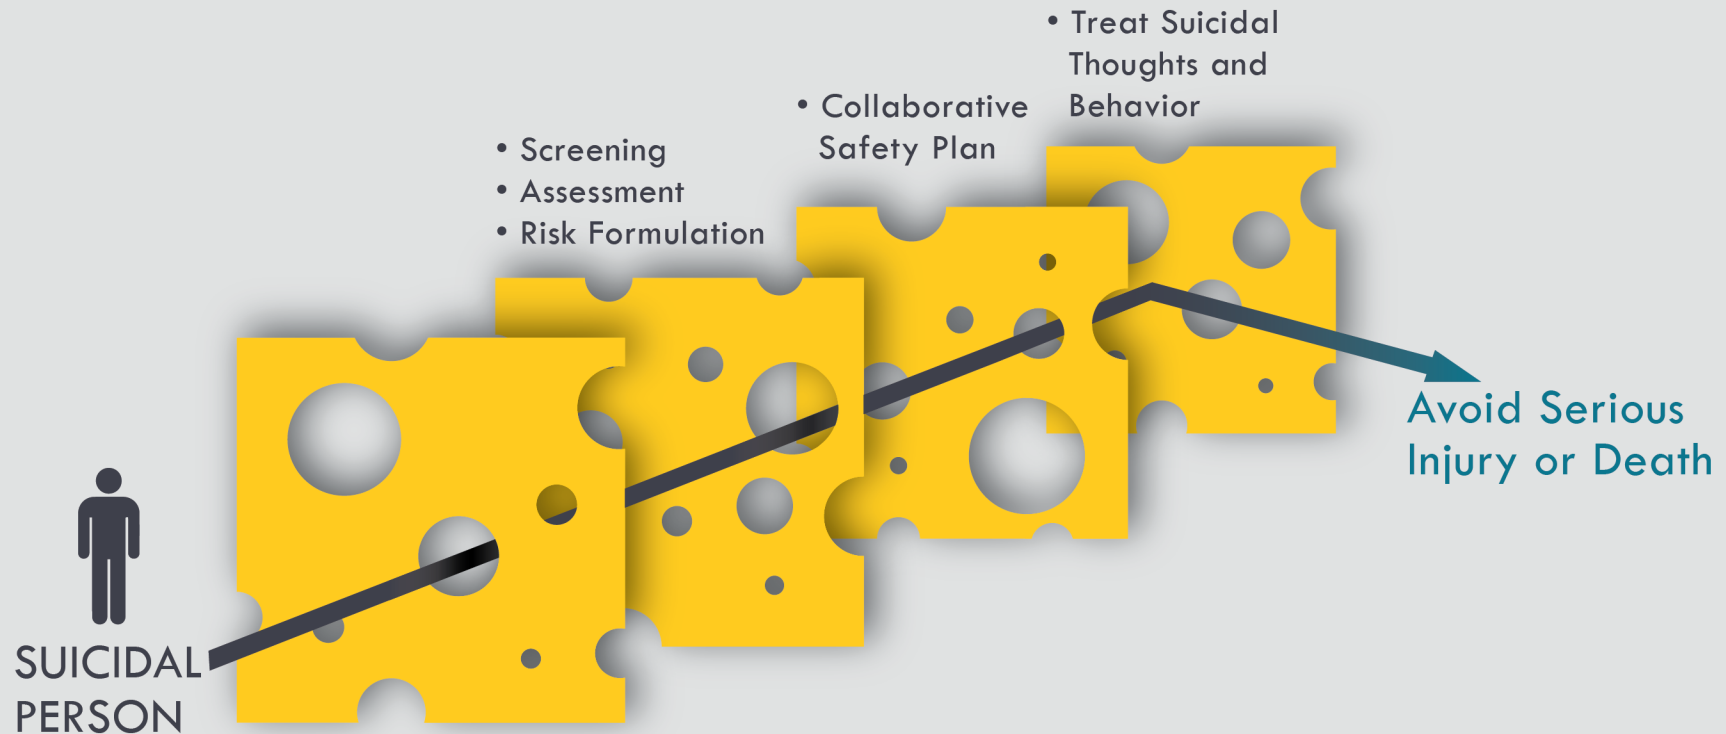 • Treat Suicidal
Thoughts and
Behavior
• Collaborative
Safety Plan
• Screening
• Assessment
• Risk Formulation
SUICIDAL
PERSON
Avoid Serious
Injury or Death